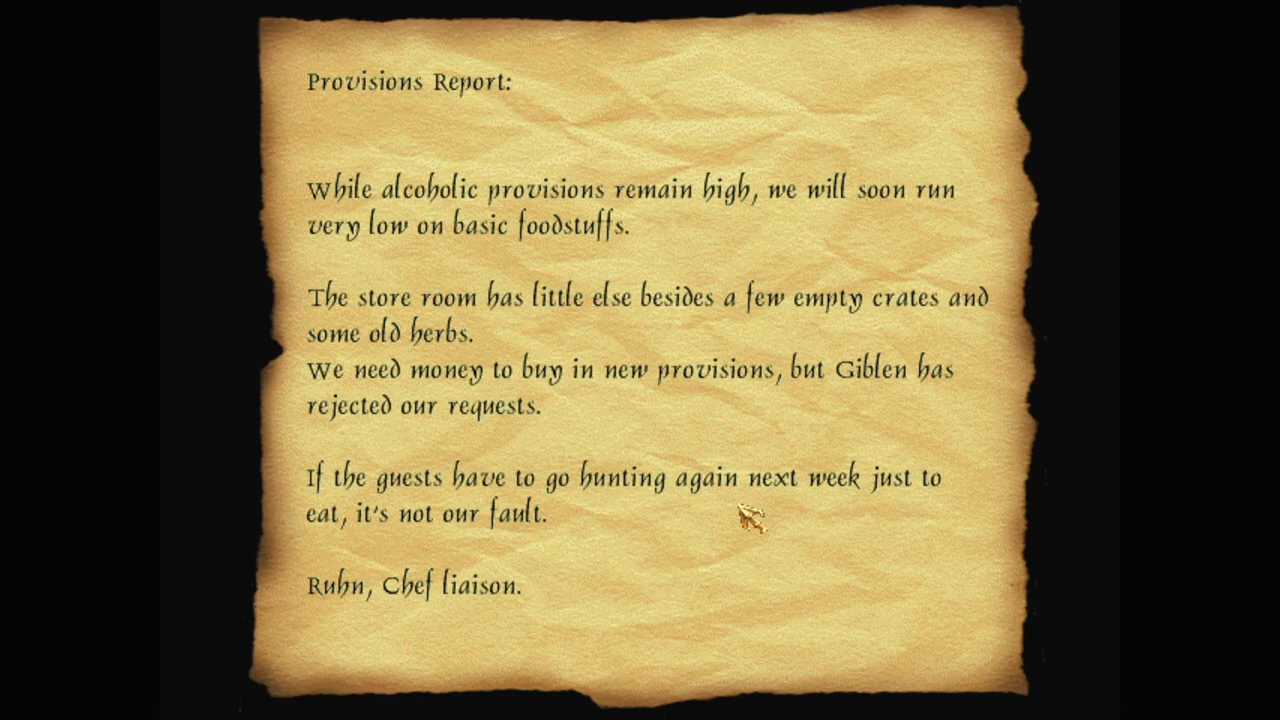 Provisions Report:
While alcoholic provisions remain high, we will soon run
very low on basic foodstuffs.
The store room has little else besides a few empty crates and
some old herbs.
We need money to buy in new provisions, but Giblen has
rejected our requests.
If the guests have to go hunting again next week just to
eat, it's not our fault.
Ruhn, Chef liaison.